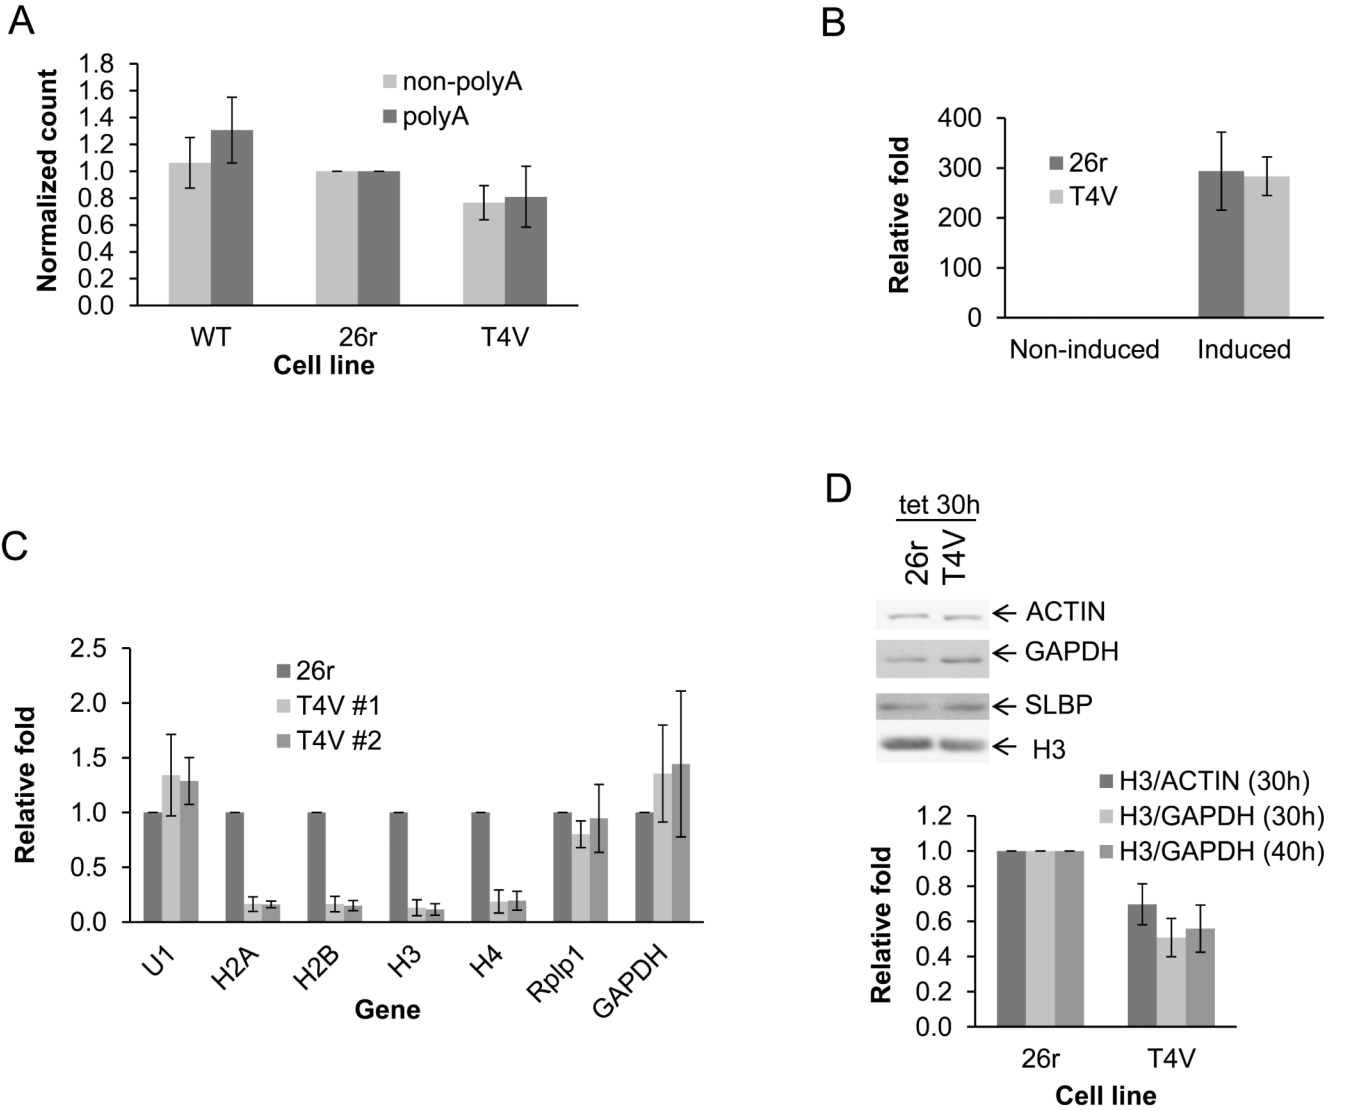 A
Normalized count
1.8
1.6
1.4
1.2
1.0
0.8
0.6
0.4
0.2
0.0
non-polyA
polyA
WT 26r T4V
Cell line
B
Relative fold
400
300
200
100
0
26r
T4V
Non-induced Induced
C
Relative fold
2.5
2.0
1.5
1.0
0.5
0.0
26r
T4V #1
T4V #2
U1 H2A H2B H3 H4 Rplp1 GAPDH
Gene
D
tet 30h
26r T4V
ACTIN
GAPDH
SLBP
H3
H3/ACTIN (30h)
H3/GAPDH (30h)
H3/GAPDH (40h)
Relative fold
1.2
1.0
0.8
0.6
0.4
0.2
0.0
26r T4V
Cell line